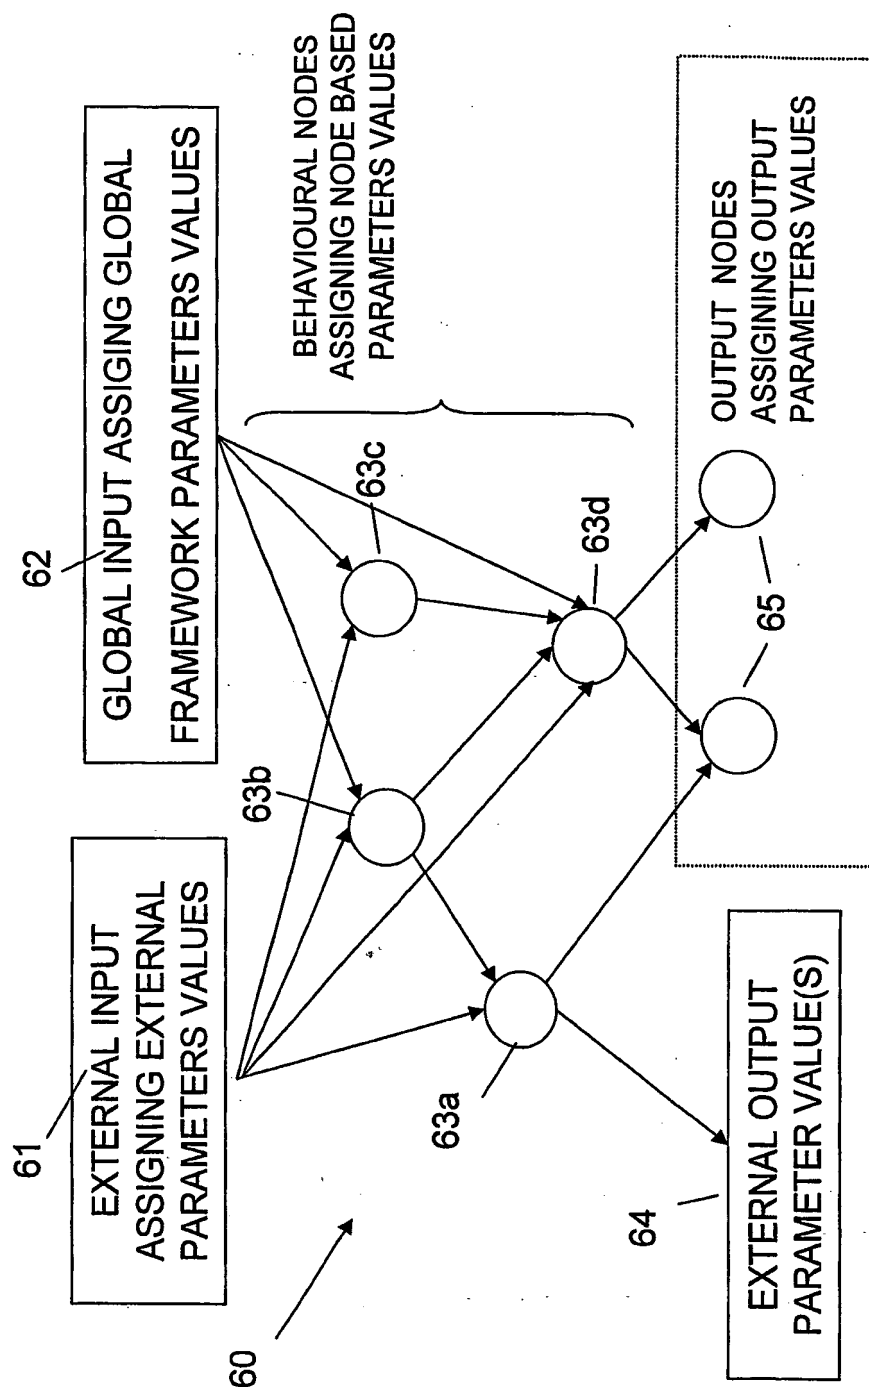 60
61
EXTERNAL INPUT
ASSIGNING EXTERNAL
PARAMETERS VALUES
62
GLOBAL INPUT ASSIGING GLOBAL
FRAMEWORK PARAMETERS VALUES
BEHAVIOURAL NODES
ASSIGNING NODE BASED
PARAMETERS VALUES
63b
63c
63a
63d
64
EXTERNAL OUTPUT
PARAMETER VALUE(S)
65
OUTPUT NODES
ASSIGINING OUTPUT
PARAMETERS VALUES